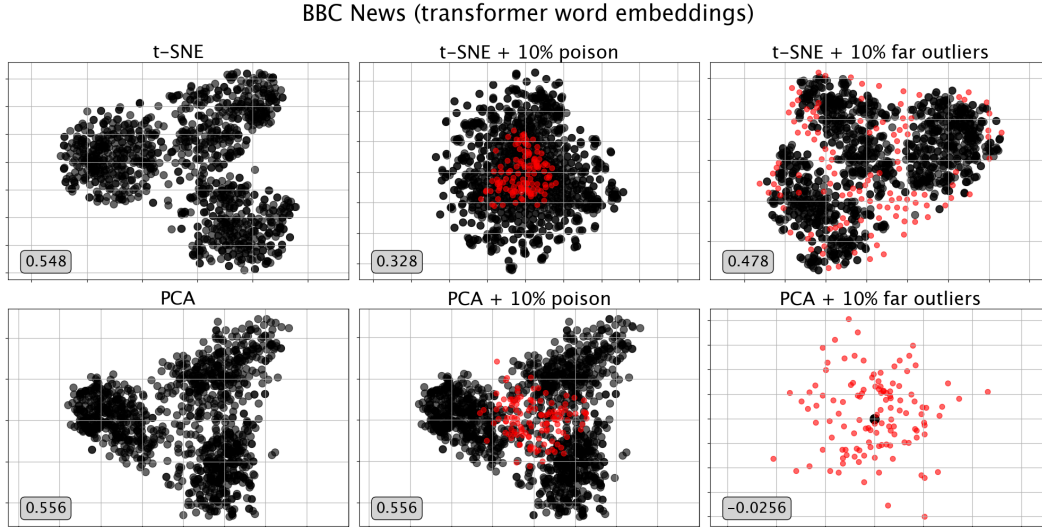 BBC News (transformer word embeddings)
t-SNE
t-SNE + 10% poison
t-SNE + 10% far outliers
0.548
0.328
0.478
PCA
PCA + 10% poison
PCA + 10% far outliers
0.556
0.556
−0.0256